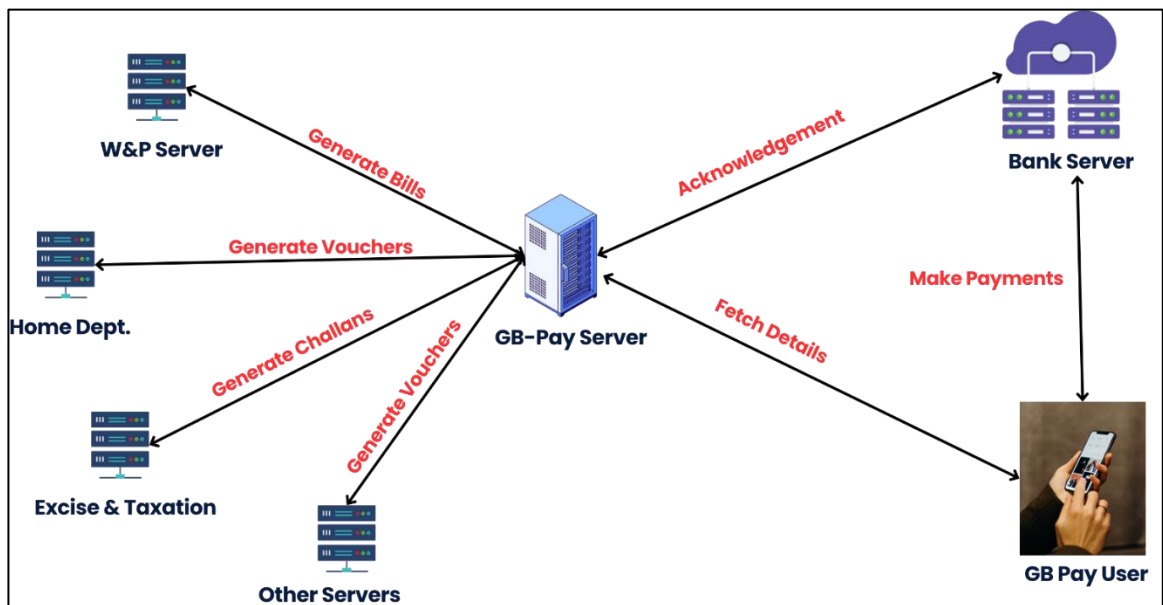 W&P Server
Generate Bills
Generate Vouchers
Home Dept.
Generate Challans
Excise & Taxation
Generate Vouchers
Other Servers
GB-Pay Server
Acknowledgement
Bank Server
Make Payments
Fetch Details
GB Pay User